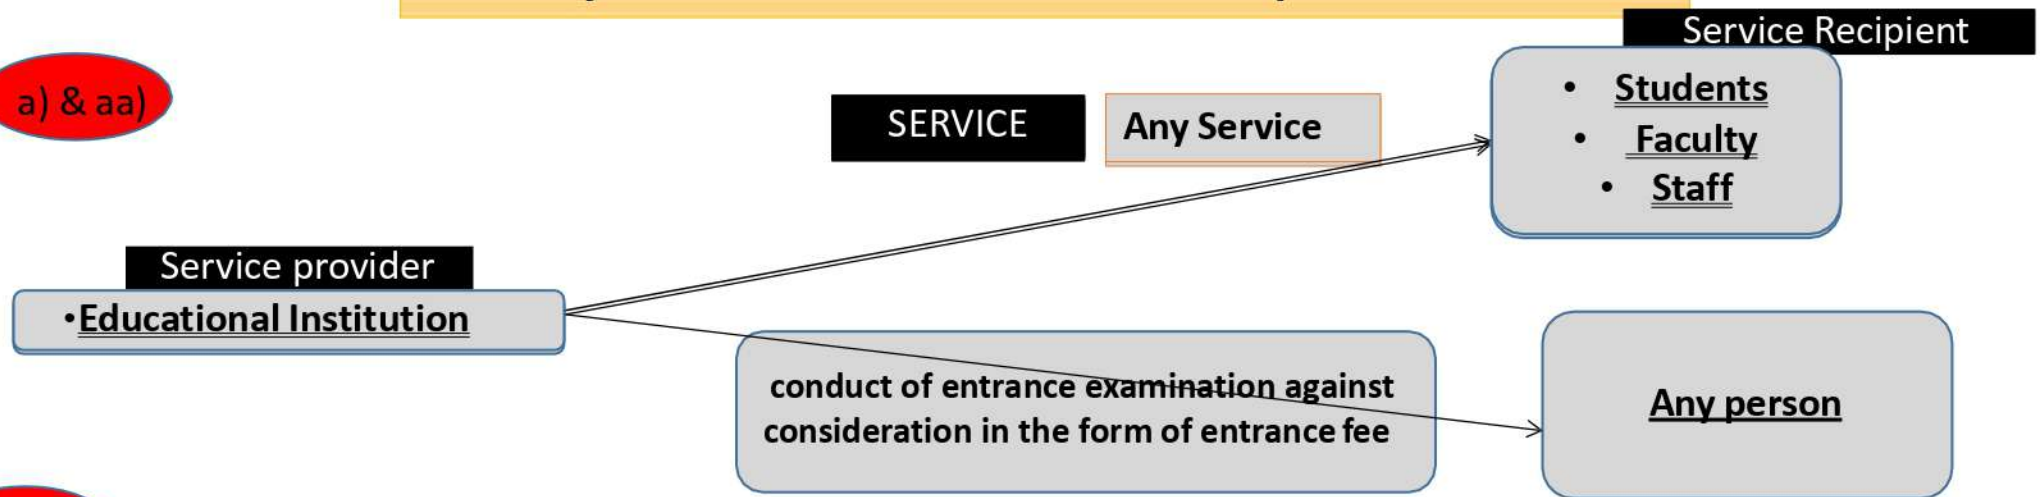 Service Recipient
a) & aa)
SERVICE
Any Service
• Students
• Faculty
• Staff
Service provider
•Educational Institution
conduct of entrance examination against
consideration in the form of entrance fee
Any person